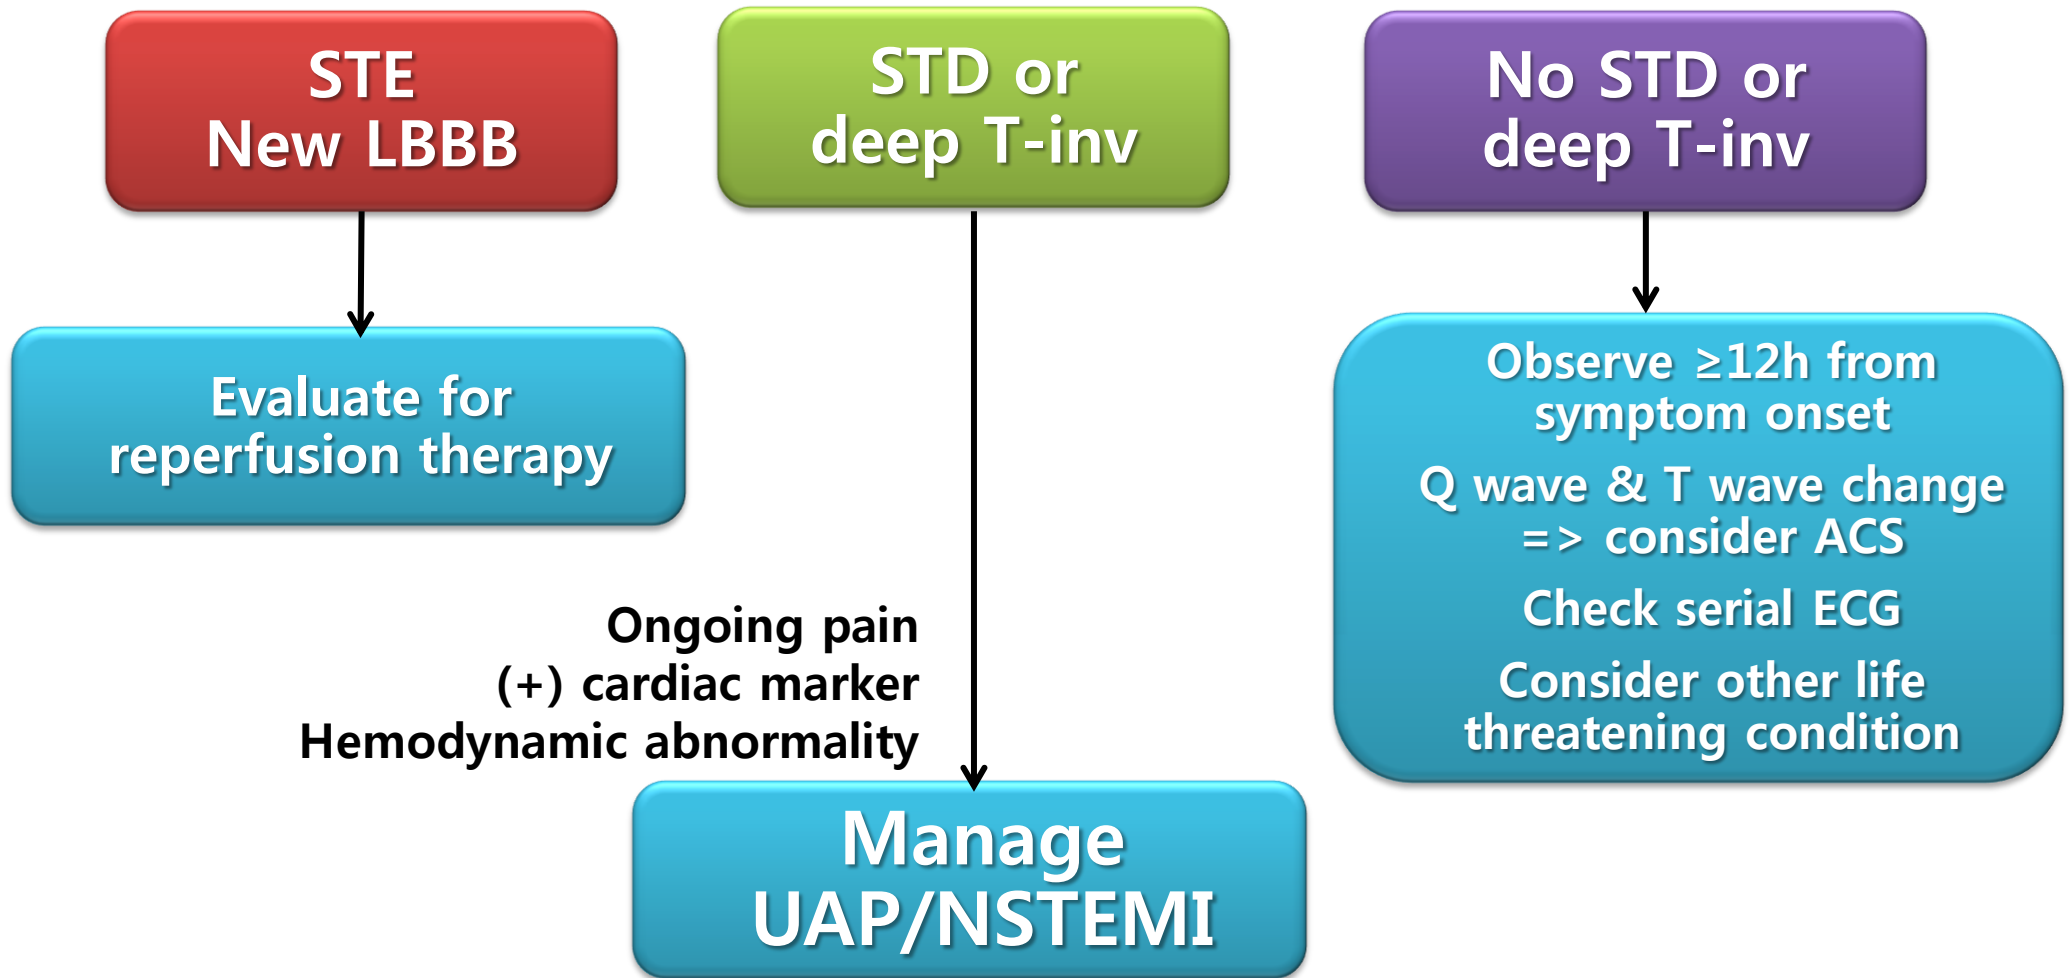 STE
New LBBB
STD or
deep T-inv
No STD or
deep T-inv
Evaluate for
reperfusion therapy
Observe ≥12h from
symptom onset
Q wave & T wave change
=> consider ACS
Check serial ECG
Consider other life
threatening condition
Ongoing pain
(+) cardiac marker
Hemodynamic abnormality
Manage
UAP/NSTEMI